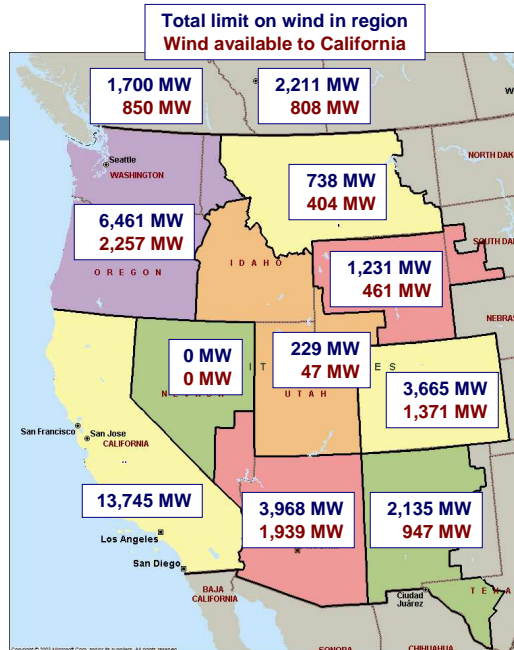 Total limit on wind in region
Wind available to California
1,700 MW
850 MW
2,211 MW
808 MW
W
Seattle
WASHINGTON
NORTH DAK
738 MW
404 MW
6,461 MW
2,257 MW
OREGON
IDAHO
SOUTH DAK
1,231 MW
461 MW
NEBRAS
0 MW
0 MW
NEVADA
I T
229 MW
47 MW
UTAH
E S
3,665 MW
1,371 MW
San Francisco
San Jose
CALIFORNIA
13,745 MW
3,968 MW
1,939 MW
2,135 MW
947 MW
Los Angeles
San Diego
BAJA
CALIFORNIA
Ciudad
Juárez
T E X A
SONORA
CHIHUAHUA